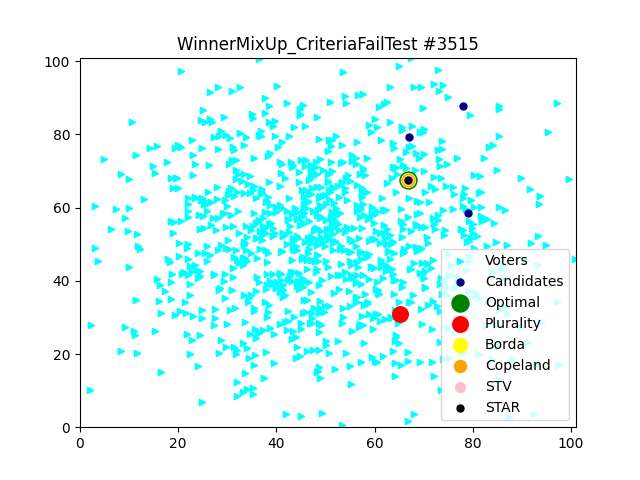 WinnerMixUp_CriteriaFailTest #3515
100
80
60
40
20
0
0 20 40 60 80 100
Voters
Candidates
Optimal
Plurality
Borda
Copeland
STV
STAR